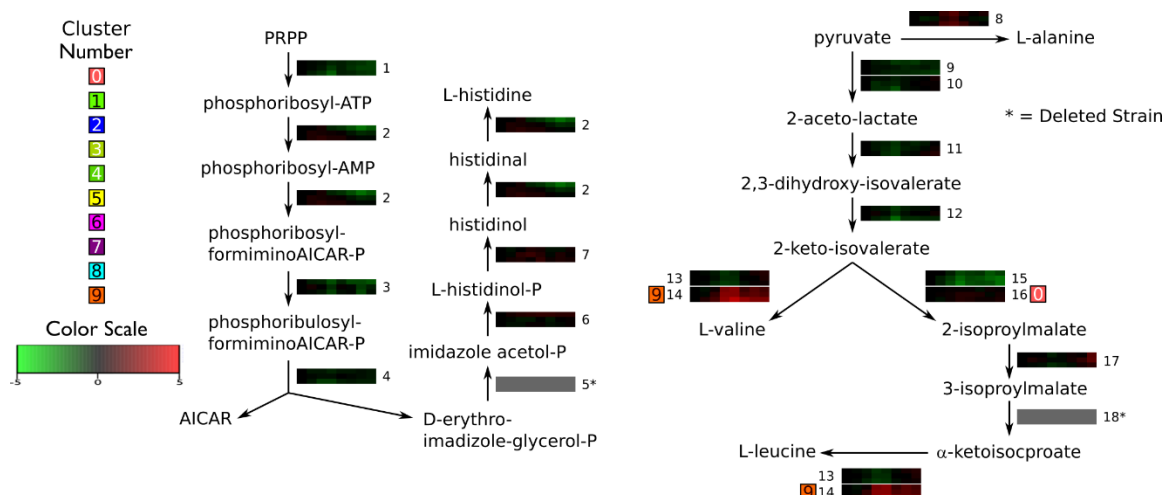 Cluster
Number
0
1
2
3
4
5
6
7
8
9
Color Scale
-5 0 5
PRPP
1
phosphoribosyl-ATP
2
phosphoribosyl-AMP
2
phosphoribosyl-
formiminoAICAR-P
3
phosphoribulosyl-
formiminoAICAR-P
4
AICAR
D-erythro-
imadizole-glycerol-P
5*
imidazole acetol-P
6
L-histidinol-P
7
histidinol
2
histidinal
2
L-histidine
8
pyruvate
L-alanine
9
10
2-aceto-lactate
* = Deleted Strain
11
2,3-dihydroxy-isovalerate
12
2-keto-isovalerate
13
9 14
15
16 0
L-valine
2-isoproylmalate
17
3-isoproylmalate
18*
L-leucine
α-ketoisocproate
13
9 14